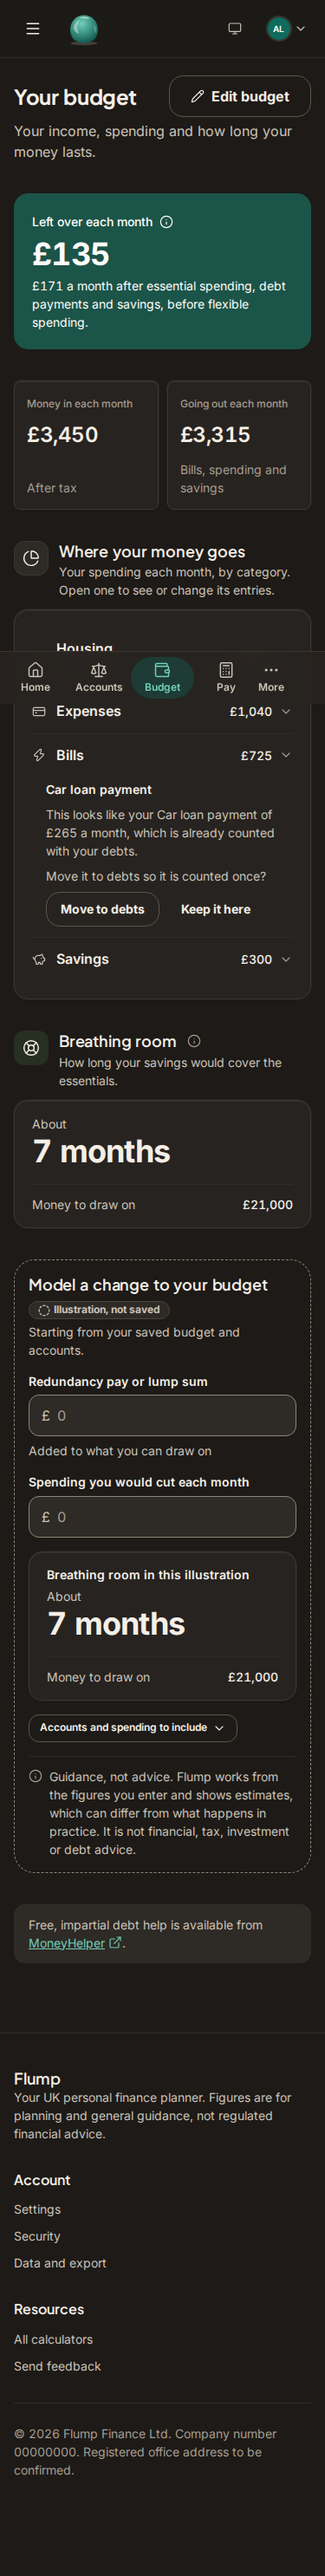 AL
Your budget
Edit budget
Your income, spending and how long your
money lasts.
Left over each month
£135
£171 a month after essential spending, debt
payments and savings, before flexible
spending.
Money in each month
£3,450
After tax
Going out each month
£3,315
Bills, spending and
savings
Where your money goes
Your spending each month, by category.
Open one to see or change its entries.
Housing
Home
Accounts
Budget
Pay
More
Expenses
£1,040
Bills
£725
Car loan payment
This looks like your Car loan payment of
£265 a month, which is already counted
with your debts.
Move it to debts so it is counted once?
Move to debts
Keep it here
Savings
£300
Breathing room
How long your savings would cover the
essentials.
About
7 months
Money to draw on
£21,000
Model a change to your budget
Illustration, not saved
Starting from your saved budget and
accounts.
Redundancy pay or lump sum
£ 0
Added to what you can draw on
Spending you would cut each month
£ 0
Breathing room in this illustration
About
7 months
Money to draw on
£21,000
Accounts and spending to include
Guidance, not advice. Flump works from
the figures you enter and shows estimates,
which can differ from what happens in
practice. It is not financial, tax, investment
or debt advice.
Free, impartial debt help is available from
MoneyHelper.
Flump
Your UK personal finance planner. Figures are for
planning and general guidance, not regulated
financial advice.
Account
Settings
Security
Data and export
Resources
All calculators
Send feedback
© 2026 Flump Finance Ltd. Company number
00000000. Registered office address to be
confirmed.